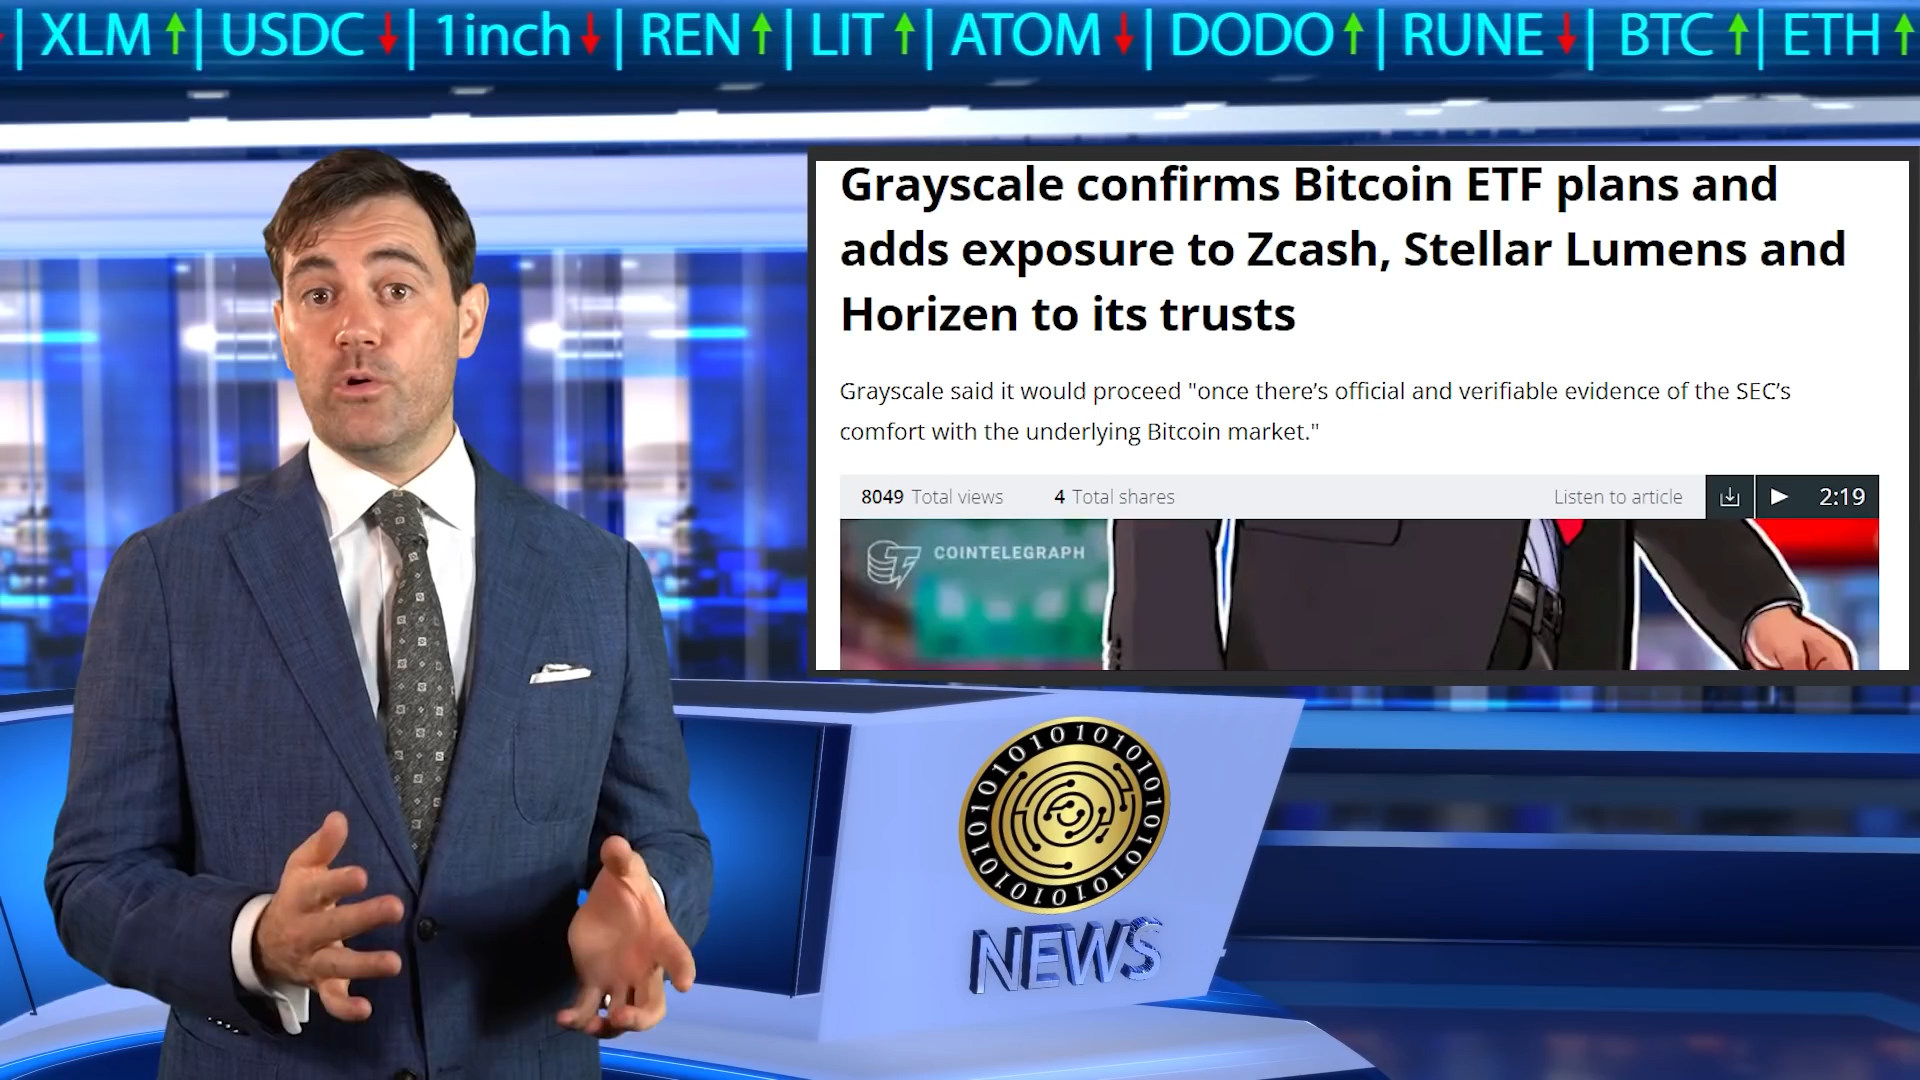 XLM USDC 1inch REN LIT ATOM DODO RUNE BTC ETH
Grayscale confirms Bitcoin ETF plans and
adds exposure to Zcash, Stellar Lumens and
Horizen to its trusts
Grayscale said it would proceed "once there’s official and verifiable evidence of the SEC’s
comfort with the underlying Bitcoin market."
8049 Total views 4 Total shares Listen to article 2:19
COINTELEGRAPH
NEWS